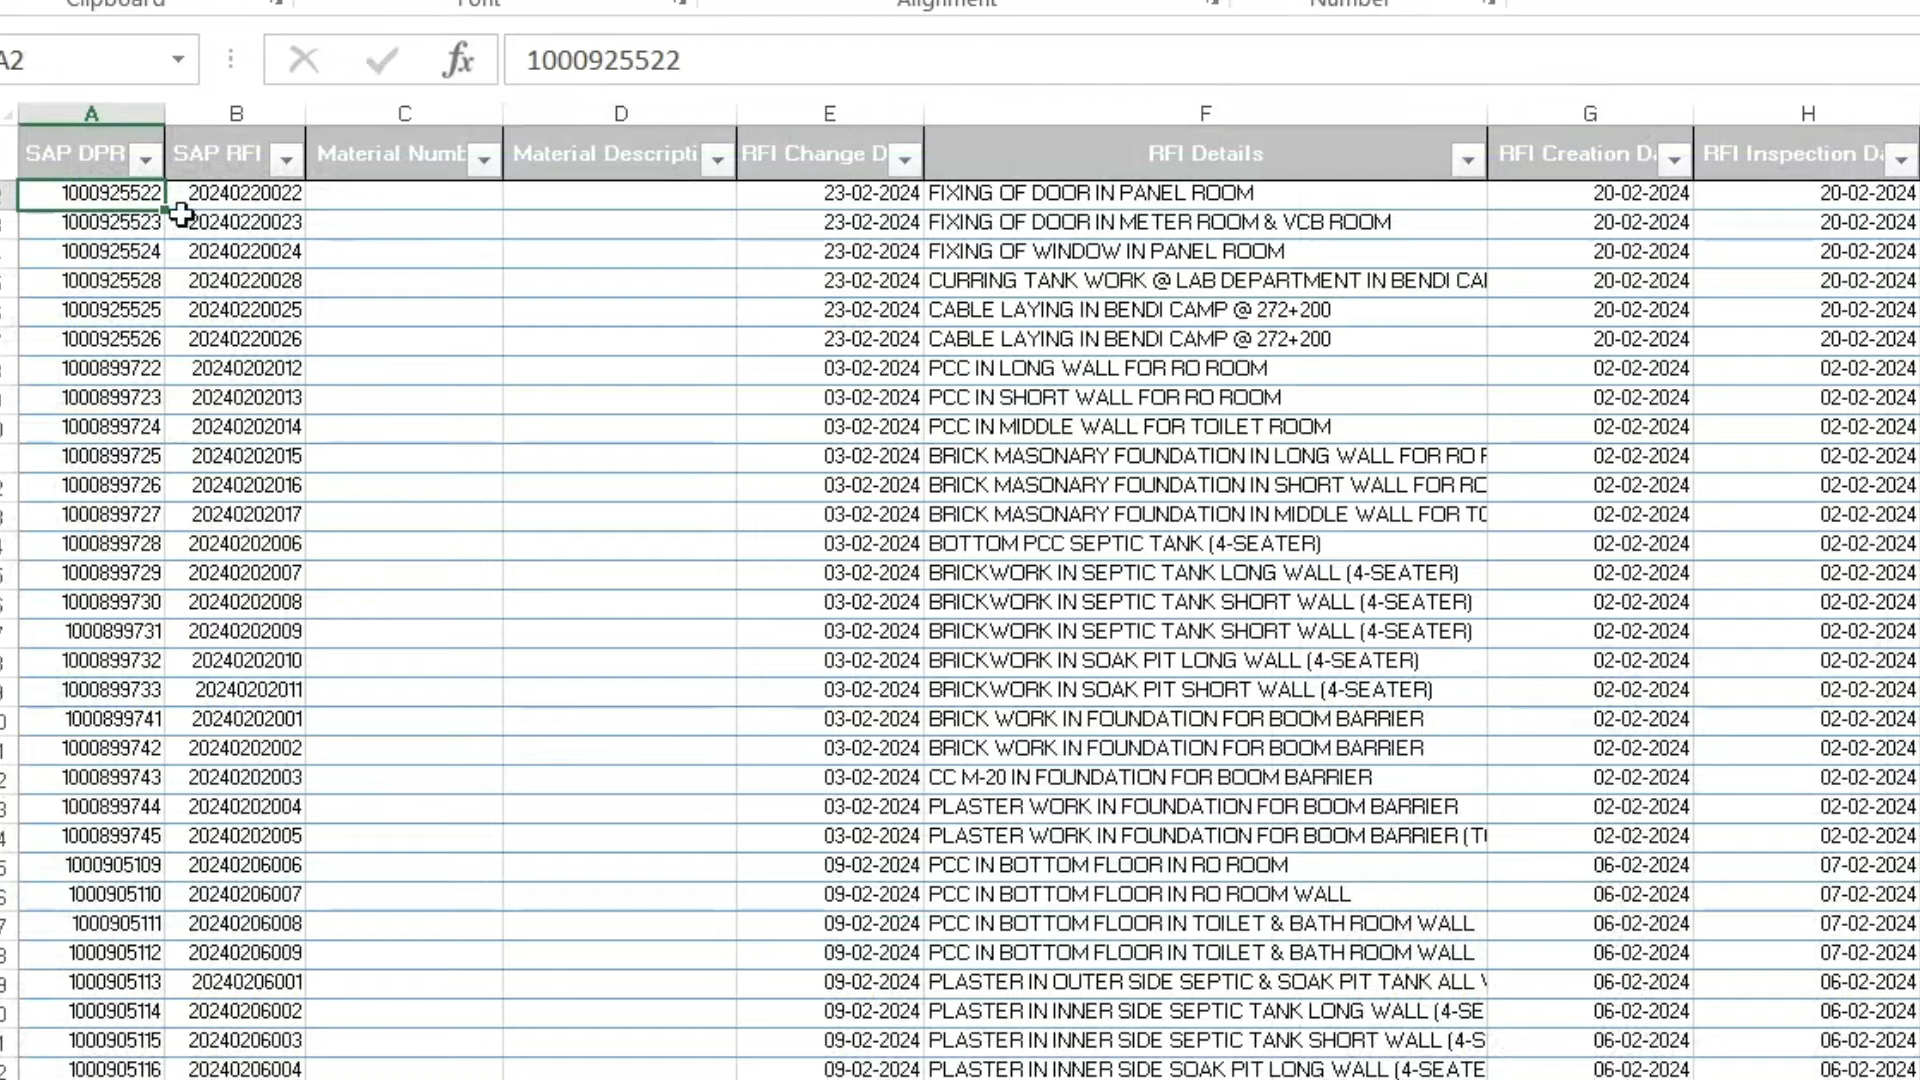 Clipboard Font Alignment Number
A2 fx 1000925522
A B C D E F G H
SAP DPR SAP RFI Material Numb Material Descripti RFI Change D RFI Details RFI Creation Da RFI Inspection Da
1000925522 20240220022 23-02-2024 FIXING OF DOOR IN PANEL ROOM 20-02-2024 20-02-2024
1000925523 20240220023 23-02-2024 FIXING OF DOOR IN METER ROOM & VCB ROOM 20-02-2024 20-02-2024
1000925524 20240220024 23-02-2024 FIXING OF WINDOW IN PANEL ROOM 20-02-2024 20-02-2024
1000925528 20240220028 23-02-2024 CURRING TANK WORK @ LAB DEPARTMENT IN BENDI CA 20-02-2024 20-02-2024
1000925525 20240220025 23-02-2024 CABLE LAYING IN BENDI CAMP @ 272+200 20-02-2024 20-02-2024
1000925526 20240220026 23-02-2024 CABLE LAYING IN BENDI CAMP @ 272+200 20-02-2024 20-02-2024
1000899722 20240202012 03-02-2024 PCC IN LONG WALL FOR RO ROOM 02-02-2024 02-02-2024
1000899723 20240202013 03-02-2024 PCC IN SHORT WALL FOR RO ROOM 02-02-2024 02-02-2024
1000899724 20240202014 03-02-2024 PCC IN MIDDLE WALL FOR TOILET ROOM 02-02-2024 02-02-2024
1000899725 20240202015 03-02-2024 BRICK MASONARY FOUNDATION IN LONG WALL FOR RO 02-02-2024 02-02-2024
1000899726 20240202016 03-02-2024 BRICK MASONARY FOUNDATION IN SHORT WALL FOR RO 02-02-2024 02-02-2024
1000899727 20240202017 03-02-2024 BRICK MASONARY FOUNDATION IN MIDDLE WALL FOR TO 02-02-2024 02-02-2024
1000899728 20240202006 03-02-2024 BOTTOM PCC SEPTIC TANK (4-SEATER) 02-02-2024 02-02-2024
1000899729 20240202007 03-02-2024 BRICKWORK IN SEPTIC TANK LONG WALL (4-SEATER) 02-02-2024 02-02-2024
1000899730 20240202008 03-02-2024 BRICKWORK IN SEPTIC TANK SHORT WALL (4-SEATER) 02-02-2024 02-02-2024
1000899731 20240202009 03-02-2024 BRICKWORK IN SEPTIC TANK SHORT WALL (4-SEATER) 02-02-2024 02-02-2024
1000899732 20240202010 03-02-2024 BRICKWORK IN SOAK PIT LONG WALL (4-SEATER) 02-02-2024 02-02-2024
1000899733 20240202011 03-02-2024 BRICKWORK IN SOAK PIT SHORT WALL (4-SEATER) 02-02-2024 02-02-2024
1000899741 20240202001 03-02-2024 BRICK WORK IN FOUNDATION FOR BOOM BARRIER 02-02-2024 02-02-2024
1000899742 20240202002 03-02-2024 BRICK WORK IN FOUNDATION FOR BOOM BARRIER 02-02-2024 02-02-2024
1000899743 20240202003 03-02-2024 CC M-20 IN FOUNDATION FOR BOOM BARRIER 02-02-2024 02-02-2024
1000899744 20240202004 03-02-2024 PLASTER WORK IN FOUNDATION FOR BOOM BARRIER 02-02-2024 02-02-2024
1000899745 20240202005 03-02-2024 PLASTER WORK IN FOUNDATION FOR BOOM BARRIER (T 02-02-2024 02-02-2024
1000905109 20240206006 09-02-2024 PCC IN BOTTOM FLOOR IN RO ROOM 06-02-2024 07-02-2024
1000905110 20240206007 09-02-2024 PCC IN BOTTOM FLOOR IN RO ROOM WALL 06-02-2024 07-02-2024
1000905111 20240206008 09-02-2024 PCC IN BOTTOM FLOOR IN TOILET & BATH ROOM WALL 06-02-2024 07-02-2024
1000905112 20240206009 09-02-2024 PCC IN BOTTOM FLOOR IN TOILET & BATH ROOM WALL 06-02-2024 07-02-2024
1000905113 20240206001 09-02-2024 PLASTER IN OUTER SIDE SEPTIC & SOAK PIT TANK ALL 06-02-2024 06-02-2024
1000905114 20240206002 09-02-2024 PLASTER IN INNER SIDE SEPTIC TANK LONG WALL (4-SE 06-02-2024 06-02-2024
1000905115 20240206003 09-02-2024 PLASTER IN INNER SIDE SEPTIC TANK SHORT WALL (4-S 06-02-2024 06-02-2024
1000905116 20240206004 09-02-2024 PLASTER IN INNER SIDE SOAK PIT LONG WALL (4-SEATE 06-02-2024 06-02-2024